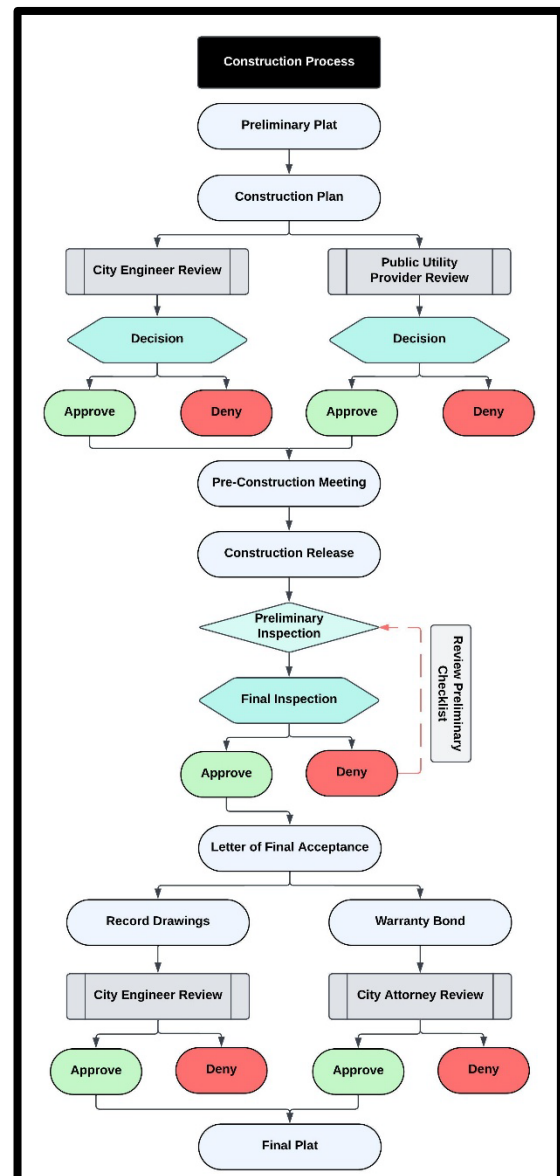 Construction Process
Preliminary Plat
Construction Plan
City Engineer Review
Public Utility
Provider Review
Decision
Decision
Approve
Deny
Approve
Deny
Pre-Construction Meeting
Construction Release
Preliminary
Inspection
Review Preliminary
Checklist
Final Inspection
Approve
Deny
Letter of Final Acceptance
Record Drawings
Warranty Bond
City Engineer Review
City Attorney Review
Approve
Deny
Approve
Deny
Final Plat